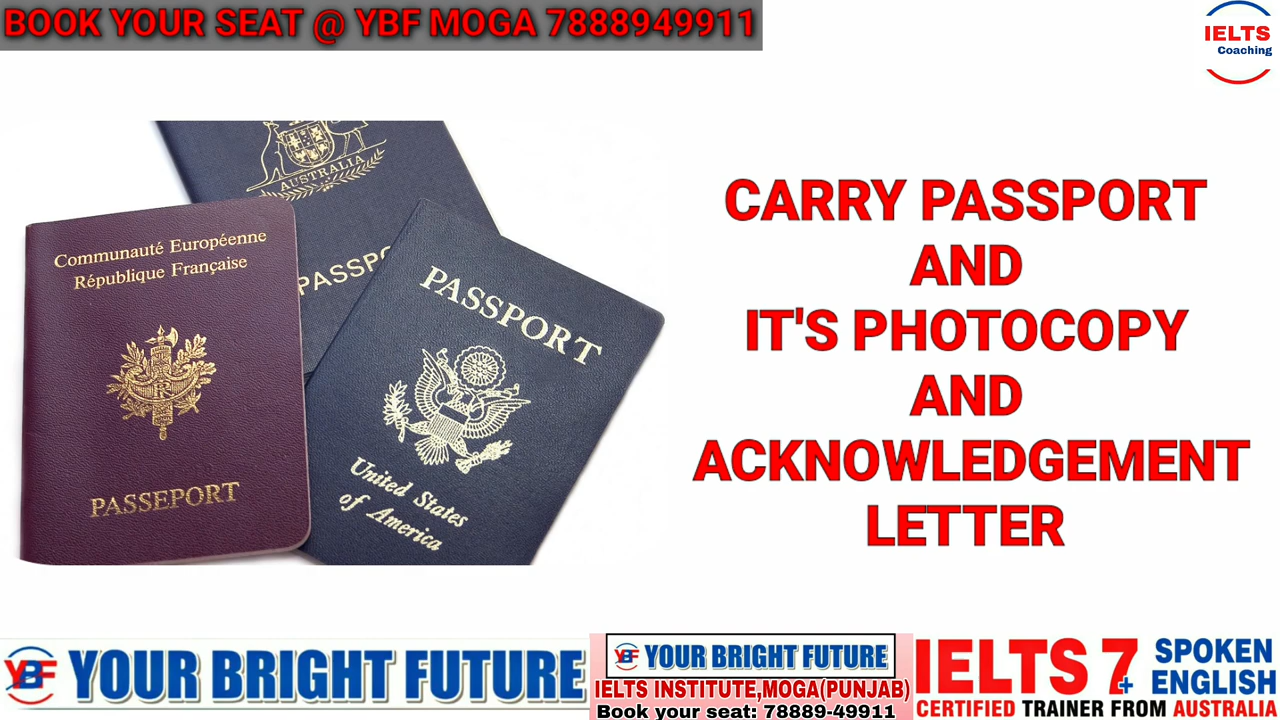 BOOK YOUR SEAT @ YBF MOGA 7888949911
IELTS
Coaching
AUSTRALIA
PASSPO
Communauté Européenne
République Française
PASSEPORT
RF
PASSPORT
United States
of America
CARRY PASSPORT
AND
IT'S PHOTOCOPY
AND
ACKNOWLEDGEMENT
LETTER
YBF YOUR BRIGHT FUTURE
YBF YOUR BRIGHT FUTURE
IELTS INSTITUTE,MOGA(PUNJAB)
Book your seat: 78889-49911
IELTS 7+
SPOKEN
ENGLISH
CERTIFIED TRAINER FROM AUSTRALIA